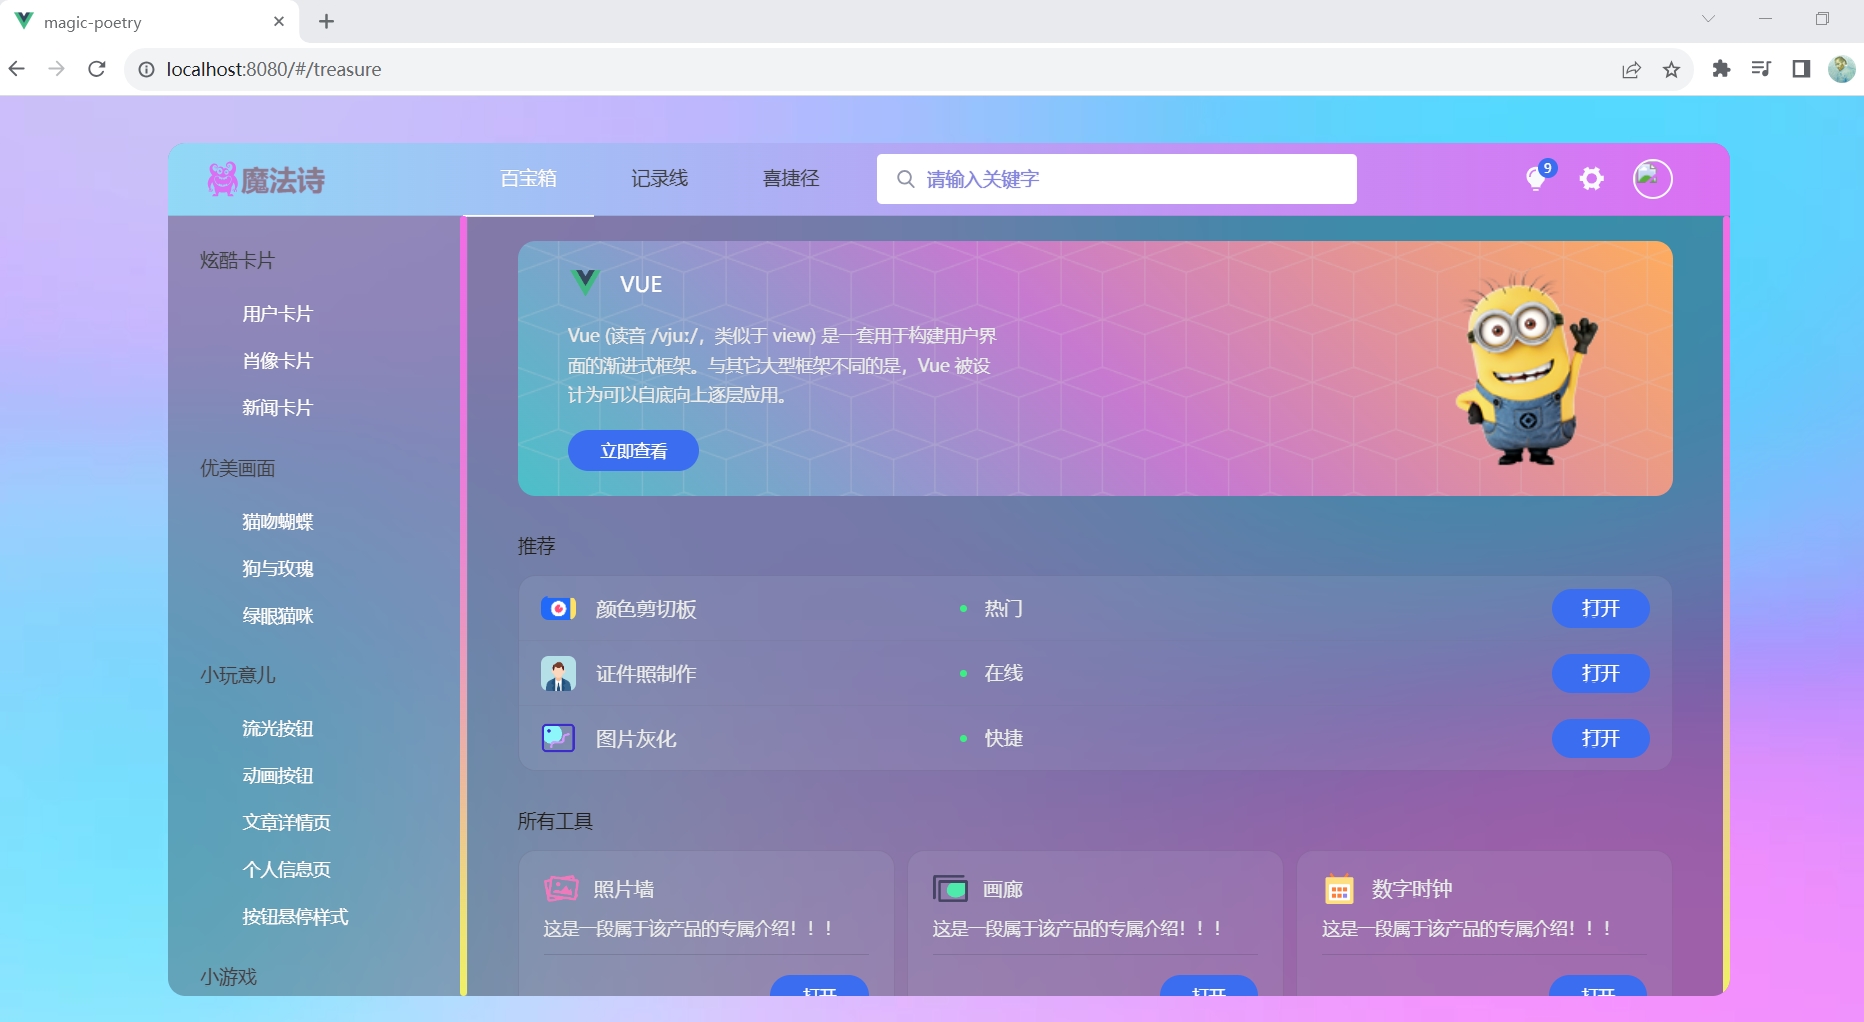 magic-poetry
localhost:8080/#/treasure
魔法诗
百宝箱
记录线
喜捷径
请输入关键字
9
炫酷卡片
用户卡片
肖像卡片
新闻卡片
优美画面
猫吻蝴蝶
狗与玫瑰
绿眼猫咪
小玩意儿
流光按钮
动画按钮
文章详情页
个人信息页
按钮悬停样式
小游戏
VUE
Vue (读音 /vjuː/，类似于 view) 是一套用于构建用户界
面的渐进式框架。与其它大型框架不同的是，Vue 被设
计为可以自底向上逐层应用。
立即查看
推荐
颜色剪切板
热门
打开
证件照制作
在线
打开
图片灰化
快捷
打开
所有工具
照片墙
这是一段属于该产品的专属介绍！！！
打开
画廊
这是一段属于该产品的专属介绍！！！
打开
数字时钟
这是一段属于该产品的专属介绍！！！
打开